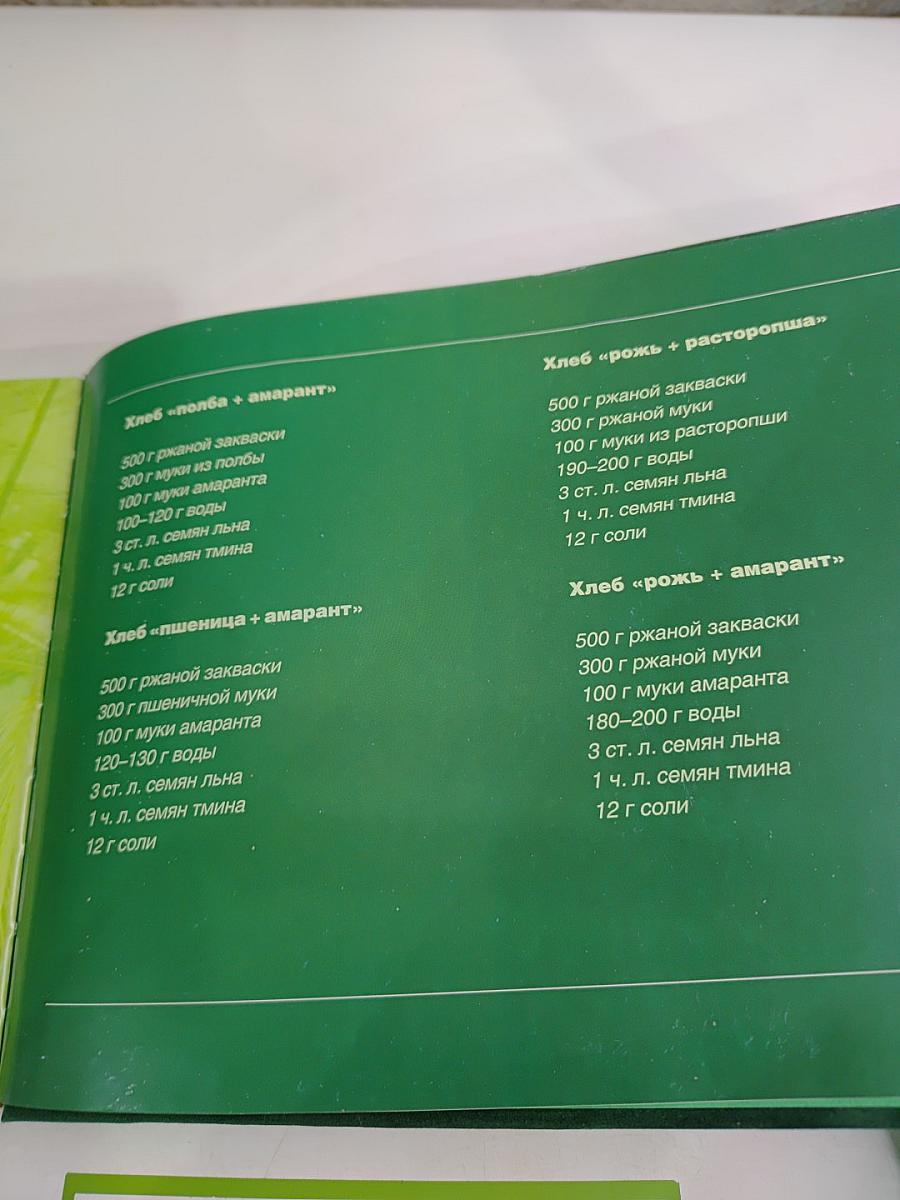 Хлеб «полба + амарант»
500 г ржаной закваски
300 г муки из полбы
100 г муки амаранта
100–120 г воды
3 ст. л. семян льна
1 ч. л. семян тмина
12 г соли
Хлеб «пшеница + амарант»
500 г ржаной закваски
300 г пшеничной муки
100 г муки амаранта
120–130 г воды
3 ст. л. семян льна
1 ч. л. семян тмина
12 г соли
Хлеб «рожь + расторопша»
500 г ржаной закваски
300 г ржаной муки
100 г муки из расторопши
190–200 г воды
3 ст. л. семян льна
1 ч. л. семян тмина
12 г соли
Хлеб «рожь + амарант»
500 г ржаной закваски
300 г ржаной муки
100 г муки амаранта
180–200 г воды
3 ст. л. семян льна
1 ч. л. семян тмина
12 г соли